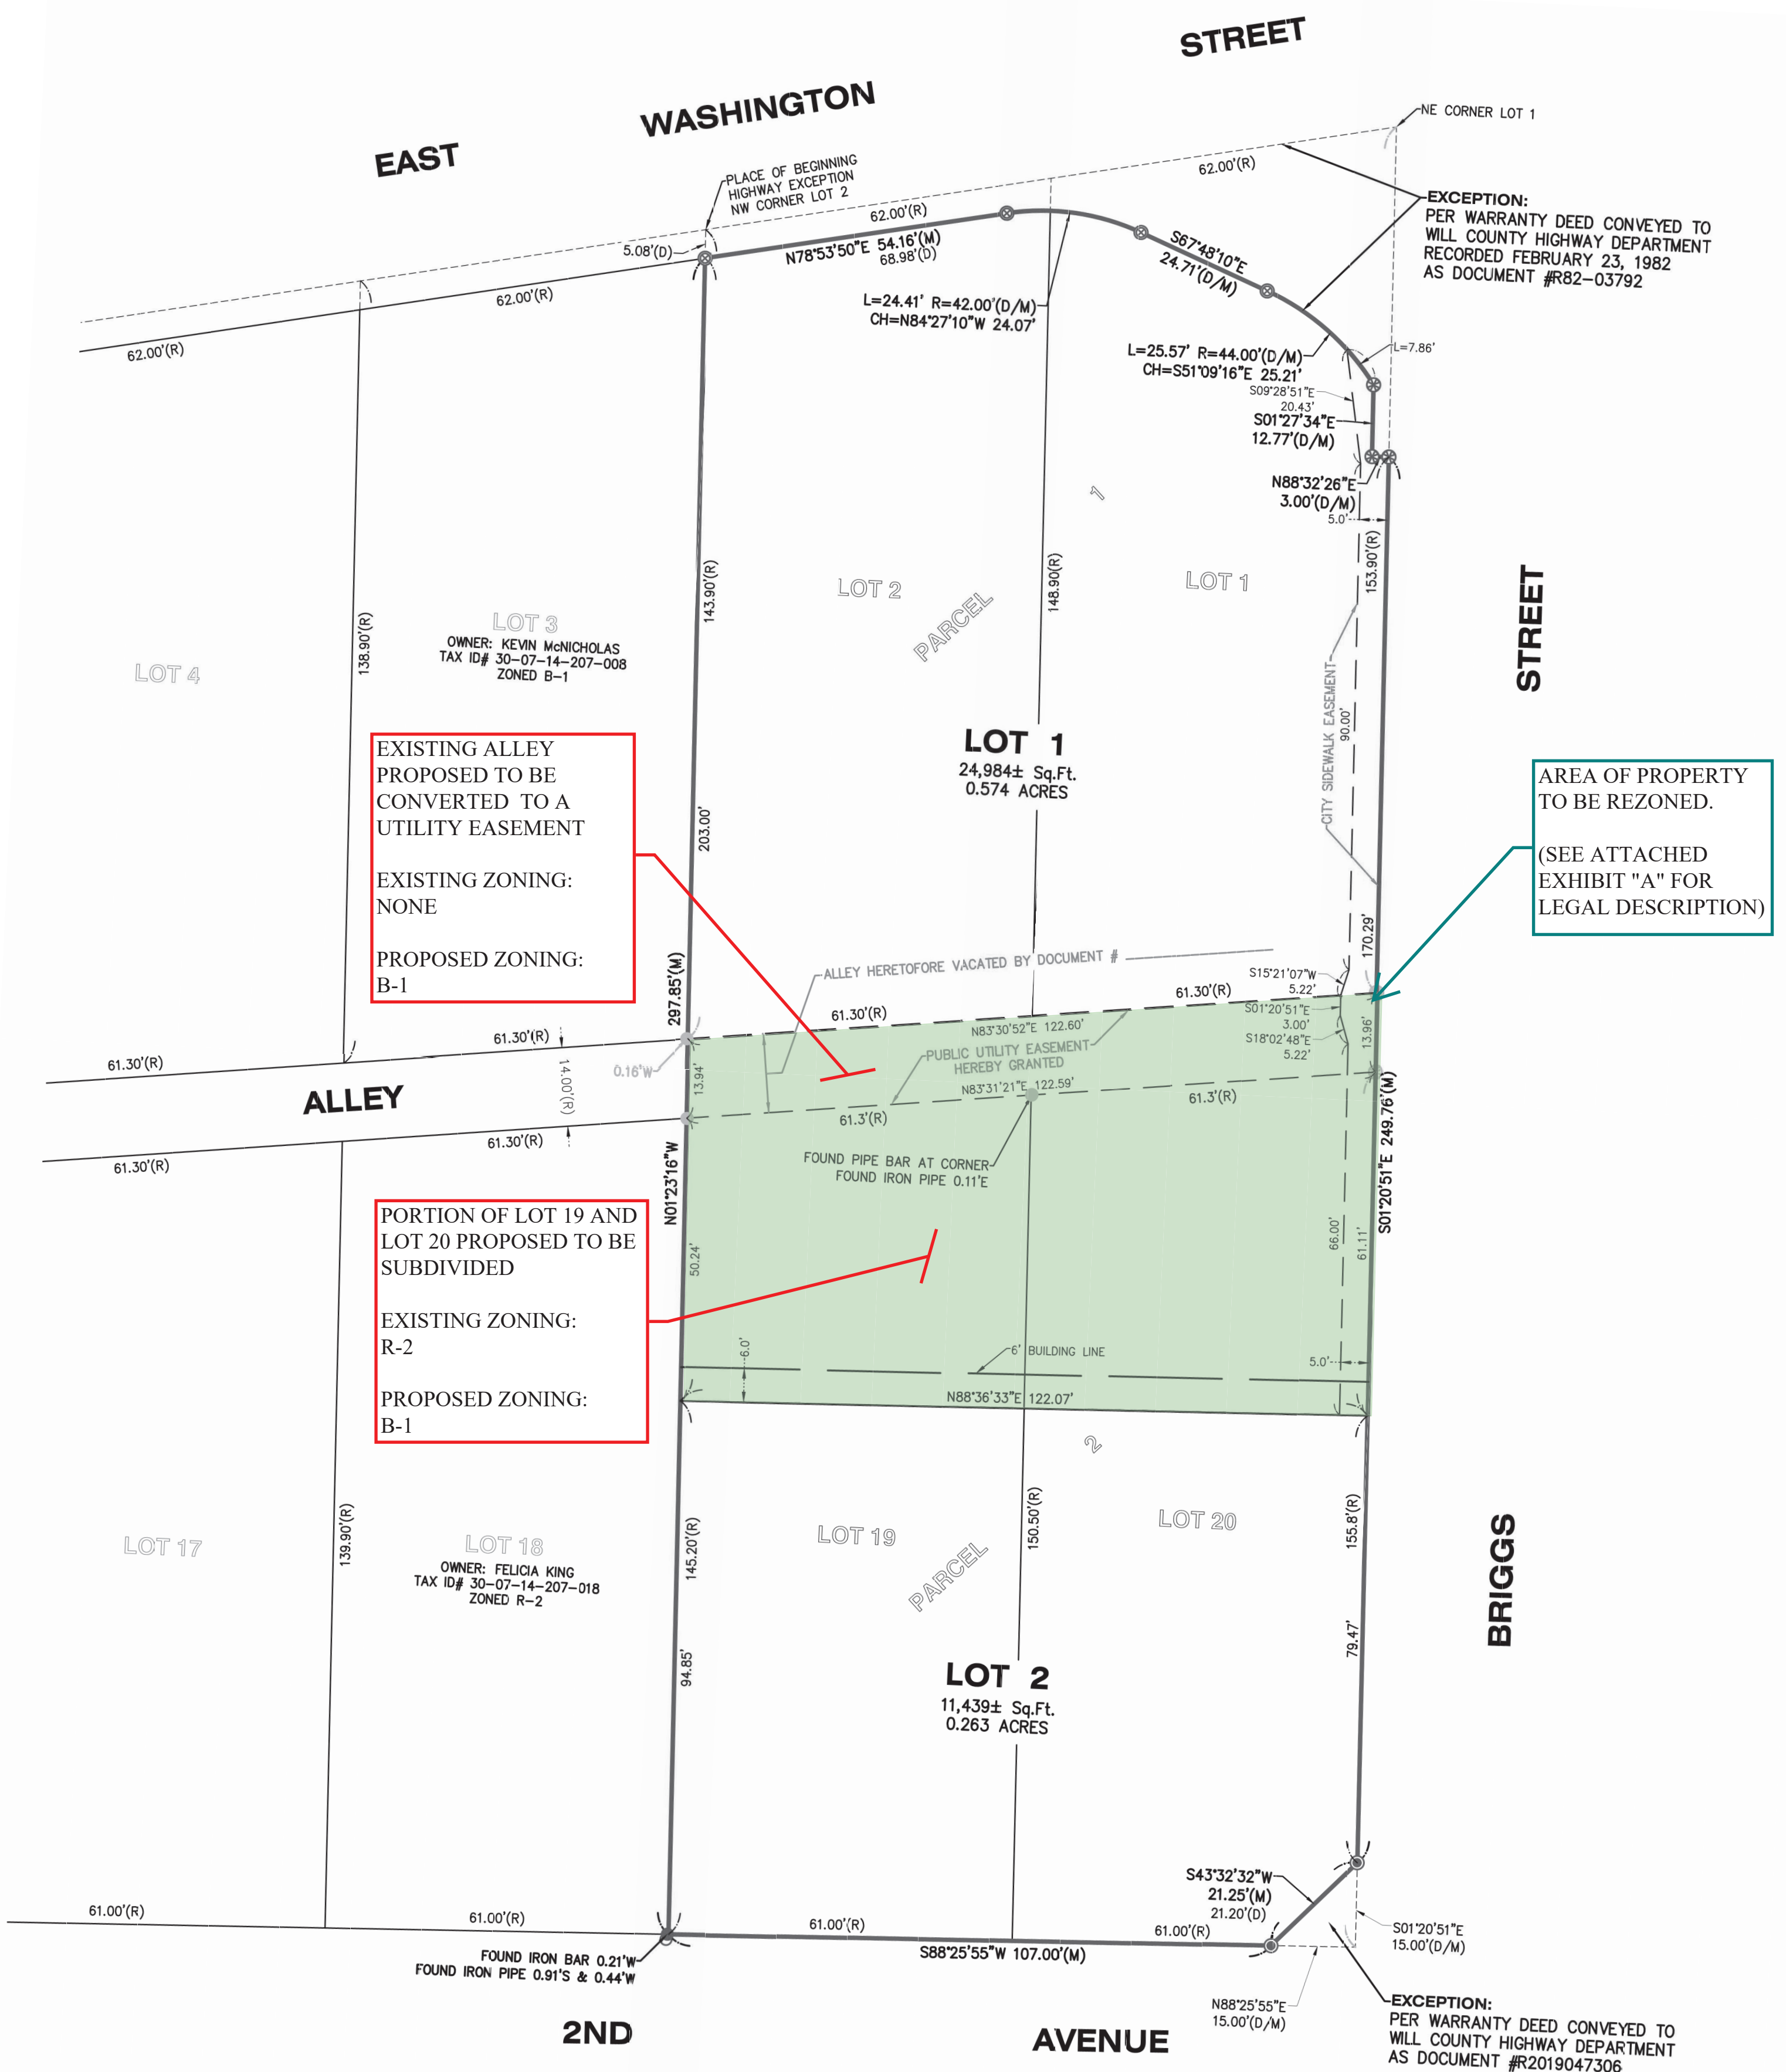 STREET
WASHINGTON
EAST
NE CORNER LOT 1
PLACE OF BEGINNING
HIGHWAY EXCEPTION
NW CORNER LOT 2
62.00'(R)
EXCEPTION:
PER WARRANTY DEED CONVEYED TO
WILL COUNTY HIGHWAY DEPARTMENT
RECORDED FEBRUARY 23, 1982
AS DOCUMENT #R82-03792
62.00'(R)
5.08'(D)
N78°53'50"E 54.16'(M)
68.98'(D)
S67°48'10"E
24.71'(D/M)
62.00'(R)
62.00'(R)
L=24.41' R=42.00'(D/M)
CH=N84°27'10"W 24.07'
L=25.57' R=44.00'(D/M)
CH=S51°09'16"E 25.21'
L=7.86'
S09°28'51"E
20.43'
S01°27'34"E
12.77'(D/M)
N88°32'26"E
3.00'(D/M)
5.0'
1
153.90'(R)
143.90'(R)
148.90(R)
138.90'(R)
LOT 2
PARCEL
LOT 1
STREET
LOT 3
OWNER: KEVIN McNICHOLAS
TAX ID# 30-07-14-207-008
ZONED B-1
LOT 4
CITY SIDEWALK EASEMENT
90.00'
LOT 1
24,984± Sq.Ft.
0.574 ACRES
203.00'
EXISTING ALLEY
PROPOSED TO BE
CONVERTED TO A
UTILITY EASEMENT
EXISTING ZONING:
NONE
PROPOSED ZONING:
B-1
AREA OF PROPERTY
TO BE REZONED.
(SEE ATTACHED
EXHIBIT "A" FOR
LEGAL DESCRIPTION)
170.29'
297.85'(M)
ALLEY HERETOFORE VACATED BY DOCUMENT #
S15°21'07"W
5.22'
61.30'(R)
61.30'(R)
S01°20'51"E
3.00'
S18°02'48"E
5.22'
13.96'
N83°30'52"E 122.60'
PUBLIC UTILITY EASEMENT
HEREBY GRANTED
N83°31'21"E 122.59'
61.3'(R)
61.3'(R)
61.30'(R)
61.30'(R)
0.16'W
13.94'
14.00'(R)
ALLEY
61.30'(R)
61.30'(R)
FOUND PIPE BAR AT CORNER
FOUND IRON PIPE 0.11'E
N01°23'16"W
S01°20'51"E 249.76'(M)
50.24'
66.00'
61.11'
PORTION OF LOT 19 AND
LOT 20 PROPOSED TO BE
SUBDIVIDED
EXISTING ZONING:
R-2
PROPOSED ZONING:
B-1
6.0'
6' BUILDING LINE
5.0'
N88°36'33"E 122.07'
2
139.90'(R)
145.20'(R)
150.50'(R)
155.8'(R)
LOT 17
LOT 18
OWNER: FELICIA KING
TAX ID# 30-07-14-207-018
ZONED R-2
LOT 19
PARCEL
LOT 20
BRIGGS
94.85'
79.47'
LOT 2
11,439± Sq.Ft.
0.263 ACRES
S43°32'32"W
21.25'(M)
21.20'(D)
61.00'(R)
61.00'(R)
61.00'(R)
61.00'(R)
S88°25'55"W 107.00'(M)
S01°20'51"E
15.00'(D/M)
FOUND IRON BAR 0.21'W
FOUND IRON PIPE 0.91'S & 0.44'W
N88°25'55"E
15.00'(D/M)
EXCEPTION:
PER WARRANTY DEED CONVEYED TO
WILL COUNTY HIGHWAY DEPARTMENT
AS DOCUMENT #R2019047306
2ND
AVENUE